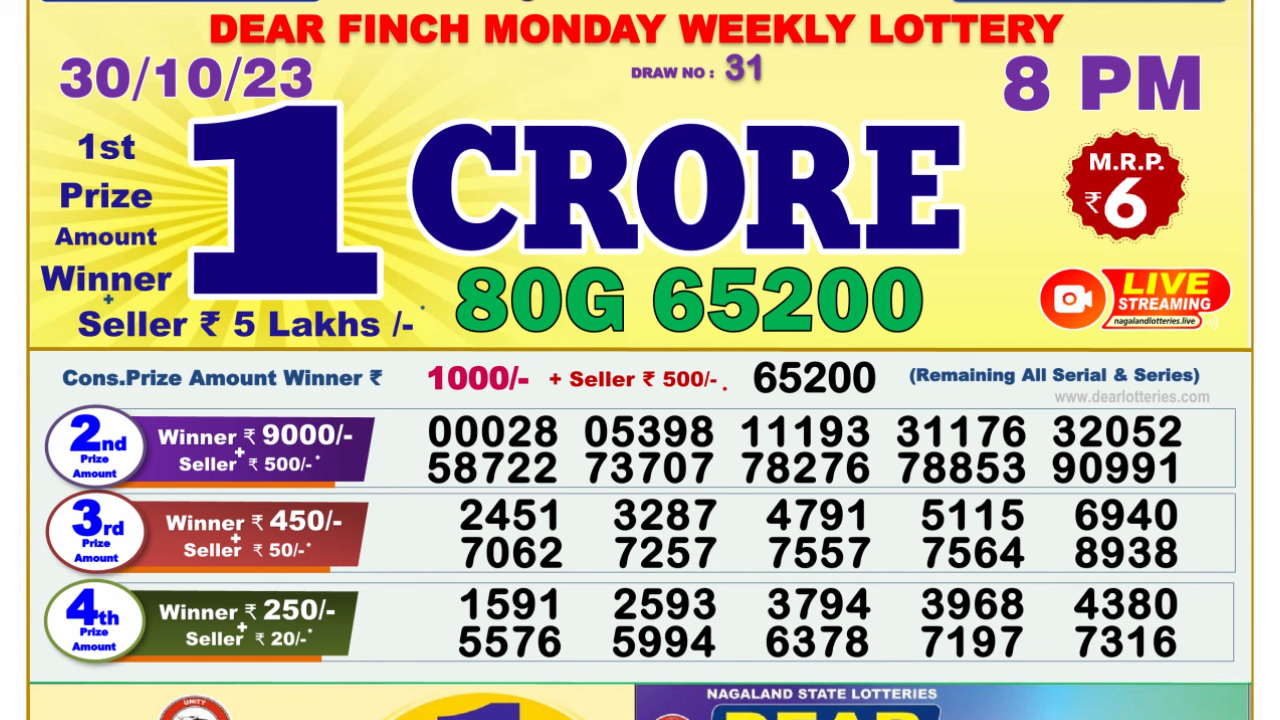 DEAR FINCH MONDAY WEEKLY LOTTERY
30/10/23
DRAW NO : 31
8 PM
1st
Prize
Amount
Winner
+
Seller ₹ 5 Lakhs /-*
1 CRORE
80G 65200
M.R.P.
₹6
LIVE
STREAMING
nagalandlotteries.live
Cons.Prize Amount Winner ₹ 1000/- + Seller ₹ 500/-. 65200 (Remaining All Serial & Series)
www.dearlotteries.com
2nd
Prize
Amount
Winner ₹ 9000/-
+
Seller ₹ 500/-*
00028 05398 11193 31176 32052
58722 73707 78276 78853 90991
3rd
Prize
Amount
Winner ₹ 450/-
+
Seller ₹ 50/-*
2451 3287 4791 5115 6940
7062 7257 7557 7564 8938
4th
Prize
Amount
Winner ₹ 250/-
+
Seller ₹ 20/-*
1591 2593 3794 3968 4380
5576 5994 6378 7197 7316
UNITY
1
NAGALAND STATE LOTTERIES
DEAR